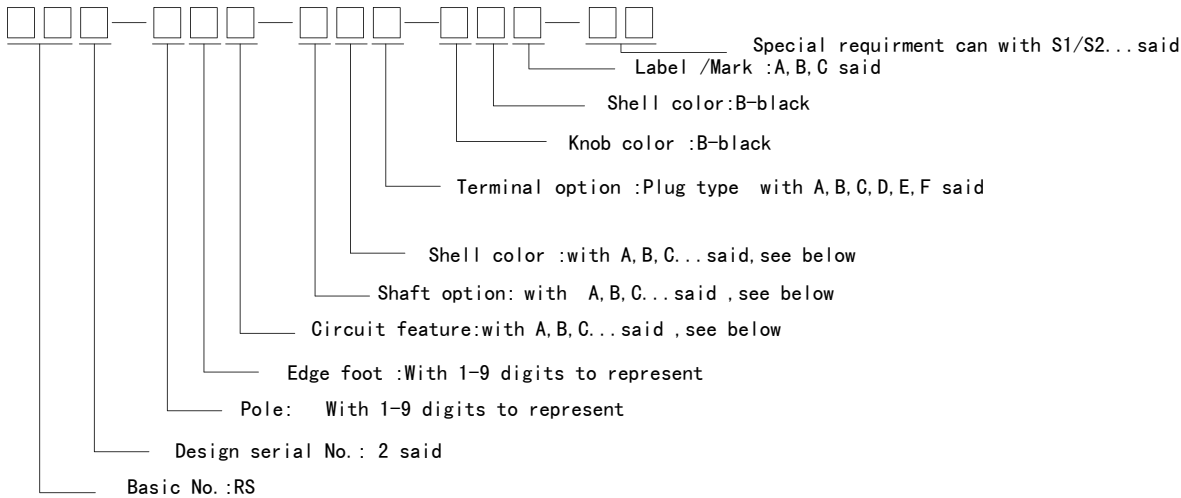 Special requirment can with S1/S2...said
Label /Mark :A,B,C said
Shell color:B-black
Knob color :B-black
Terminal option :Plug type with A,B,C,D,E,F said
Shell color :with A,B,C...said,see below
Shaft option: with A,B,C...said ,see below
Circuit feature:with A,B,C...said ,see below
Edge foot :With 1-9 digits to represent
Pole: With 1-9 digits to represent
Design serial No.: 2 said
Basic No.:RS